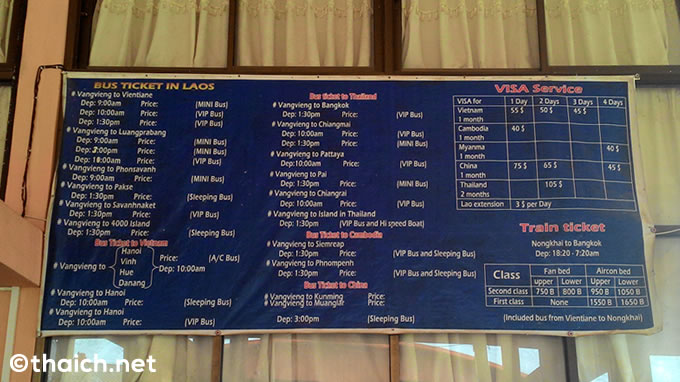 BUS TICKET IN LAOS
# Vangvieng to Vientiane
Dep: 9:00am Price: (MINI Bus)
Dep: 10:00am Price: (VIP Bus)
Dep: 1:30pm Price: (VIP Bus)
# Vangvieng to Luangprabang
Dep: 9:00am Price: (MINI Bus)
Dep: 2:00pm Price: (MINI Bus)
Dep: Price: (VIP Bus)
# Vangvieng to Phonsavanh
Dep: 9:00am Price: (MINI Bus)
# Vangvieng to Pakse
Dep: 1:30pm Price: (Sleeping Bus)
# Vangvieng to Savanhnaket
Dep: 1:30pm Price: (VIP Bus)
# Vangvieng to 4000 Island
Dep: 1:30pm Price: (Sleeping Bus)
Bus Ticket to Vietnam
# Vangvieng to
Hanoi
Vinh
Hue
Danang
Price: (A/C Bus)
Dep: 10:00am
# Vangvieng to Hanoi
Dep: 10:00am Price: (Sleeping Bus)
# Vangvieng to Hanoi
Dep: 10:00am Price: (VIP Bus)
Bus ticket to Thailand
# Vangvieng to Bangkok
Dep: 1:30pm Price: (VIP Bus)
# Vangvieng to Chiangmai
Dep: 10:00am Price: (VIP Bus)
Dep: 1:30pm Price: (MINI Bus)
# Vangvieng to Pattaya
Dep:10:00am Price: (VIP Bus)
# Vangvieng to Pai
Dep: 1:30pm Price: (MINI Bus)
# Vangvieng to Chiangrai
Dep: 1:30pm Price: (VIP Bus)
# Vangvieng to Island in Thailand
Dep: 1:30pm Price: (VIP Bus and Hi speed Boat)
Bus Ticket to Cambodia
# Vangvieng to Siemreap
Dep: 1:30pm Price: (VIP Bus and Sleeping Bus)
# Vangvieng to Phnompenh
Dep: 1:30pm Price: (VIP Bus and Sleeping Bus)
Bus Ticket to China
# Vangvieng to Kunming Price:
# Vangvieng to Muangur Price:
Dep: 3:00pm (Sleeping Bus)
VISA Service
VISA for 1 Day 2 Days 3 Days 4 Days
Vietnam 55 $ 50 $ 45 $
1 month
Cambodia 40 $
1 month
Myanma 40 $
1 month
China 75 $ 65 $ 45 $
1 month
Thailand 105 $
2 months
Lao extension 3 $ per Day
Train ticket
Nongkhai to Bangkok
Dep: 18:20 - 7:20am
Class Fan bed Aircon bed
upper Lower upper Lower
Second class 750 B 800 B 950 B 1050 B
First class None 1550 B 1650 B
(Included bus from Vientiane to Nongkhai)
©thaich.net